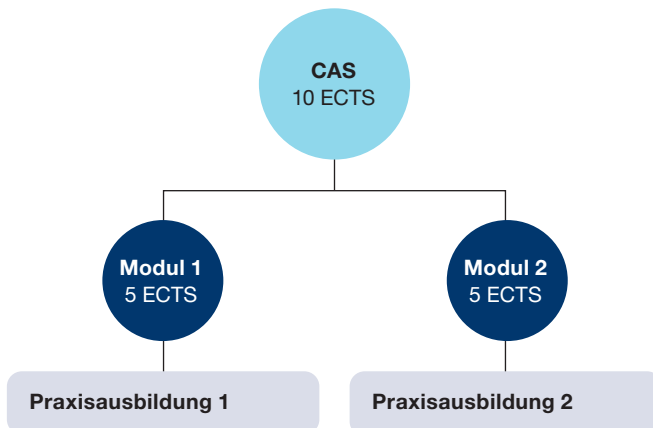 CAS
10 ECTS
Modul 1
5 ECTS
Modul 2
5 ECTS
Praxisausbildung 1
Praxisausbildung 2